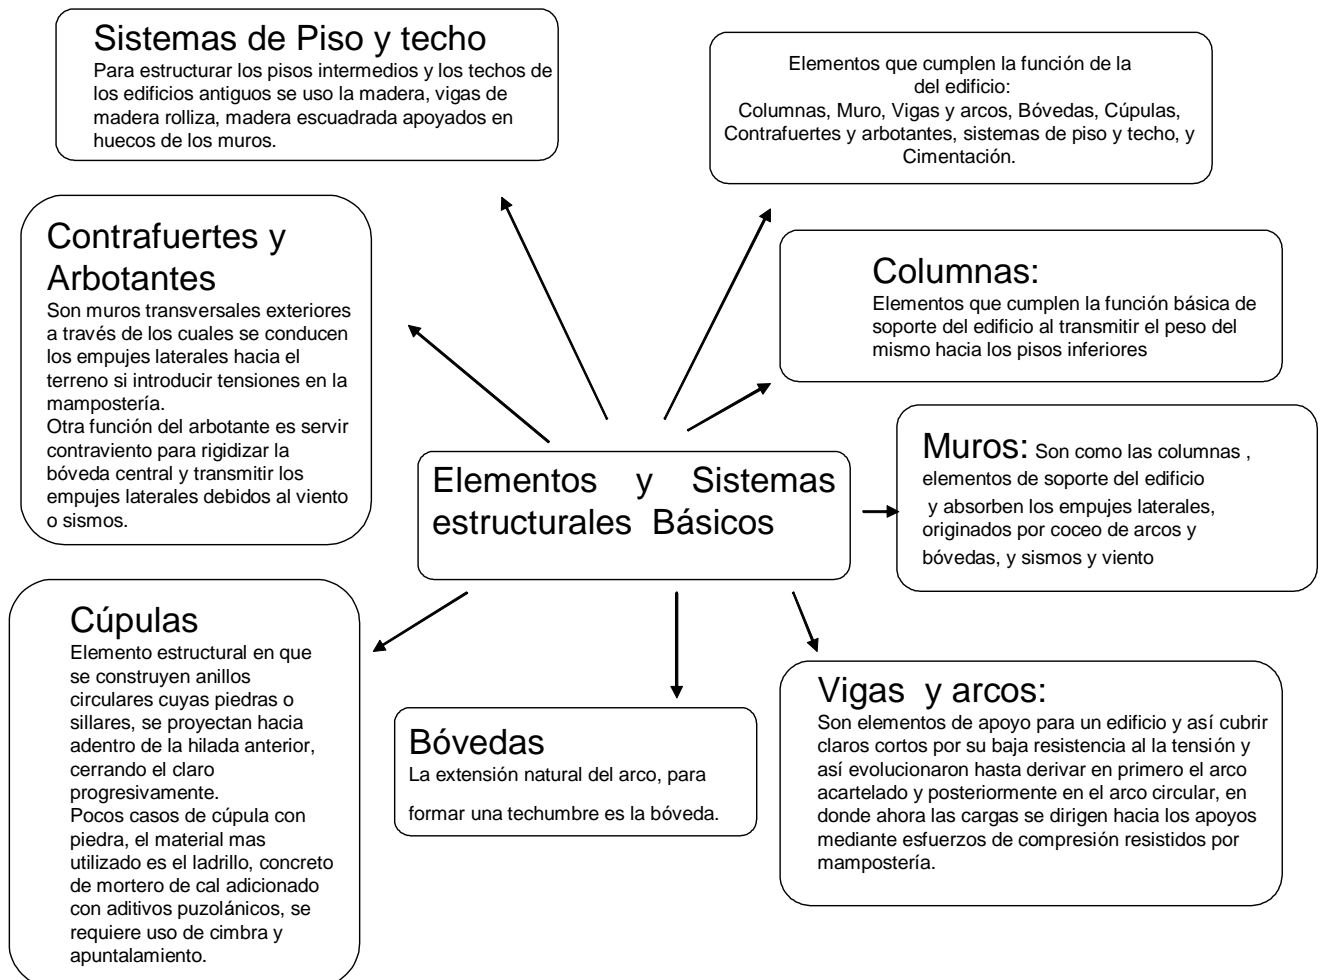 Sistemas de Piso y techo
Para estructurar los pisos intermedios y los techos de
los edificios antiguos se uso la madera, vigas de
madera rolliza, madera escuadrada apoyados en
huecos de los muros.
Elementos que cumplen la función de la
del edificio:
Columnas, Muro, Vigas y arcos, Bóvedas, Cúpulas,
Contrafuertes y arbotantes, sistemas de piso y techo, y
Cimentación.
Contrafuertes y
Arbotantes
Son muros transversales exteriores
a través de los cuales se conducen
los empujes laterales hacia el
terreno si introducir tensiones en la
mampostería.
Otra función del arbotante es servir
contraviento para rigidizar la
bóveda central y transmitir los
empujes laterales debidos al viento
o sismos.
Columnas:
Elementos que cumplen la función básica de
soporte del edificio al transmitir el peso del
mismo hacia los pisos inferiores
Elementos y Sistemas
estructurales Básicos
Muros: Son como las columnas ,
elementos de soporte del edificio
y absorben los empujes laterales,
originados por coceo de arcos y
bóvedas, y sismos y viento
Cúpulas
Elemento estructural en que
se construyen anillos
circulares cuyas piedras o
sillares, se proyectan hacia
adentro de la hilada anterior,
cerrando el claro
progresivamente.
Pocos casos de cúpula con
piedra, el material mas
utilizado es el ladrillo, concreto
de mortero de cal adicionado
con aditivos puzolánicos, se
requiere uso de cimbra y
apuntalamiento.
Bóvedas
La extensión natural del arco, para
formar una techumbre es la bóveda.
Vigas y arcos:
Son elementos de apoyo para un edificio y así cubrir
claros cortos por su baja resistencia al la tensión y
así evolucionaron hasta derivar en primero el arco
acartelado y posteriormente en el arco circular, en
donde ahora las cargas se dirigen hacia los apoyos
mediante esfuerzos de compresión resistidos por
mampostería.